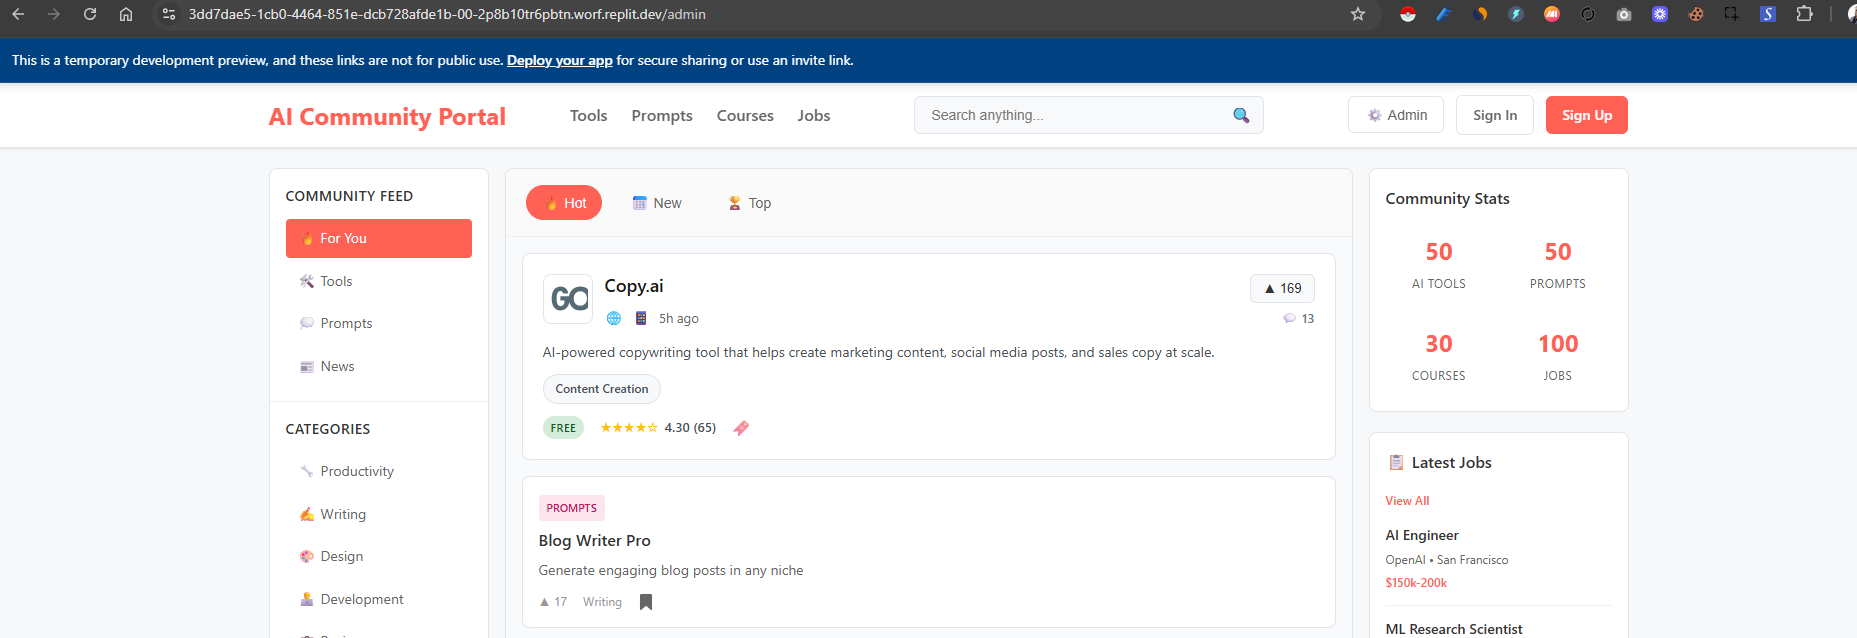 3dd7dae5-1cb0-4464-851e-dcb728afde1b-00-2p8b10tr6pbtn.worf.replit.dev/admin
This is a temporary development preview, and these links are not for public use. Deploy your app for secure sharing or use an invite link.
AI Community Portal
Tools
Prompts
Courses
Jobs
Search anything...
Admin
Sign In
Sign Up
COMMUNITY FEED
For You
Tools
Prompts
News
CATEGORIES
Productivity
Writing
Design
Development
Hot
New
Top
GO
Copy.ai
5h ago
▲ 169
13
AI-powered copywriting tool that helps create marketing content, social media posts, and sales copy at scale.
Content Creation
FREE
★★★★☆ 4.30 (65)
PROMPTS
Blog Writer Pro
Generate engaging blog posts in any niche
▲ 17 Writing
Community Stats
50
AI TOOLS
50
PROMPTS
30
COURSES
100
JOBS
Latest Jobs
View All
AI Engineer
OpenAI • San Francisco
$150k-200k
ML Research Scientist